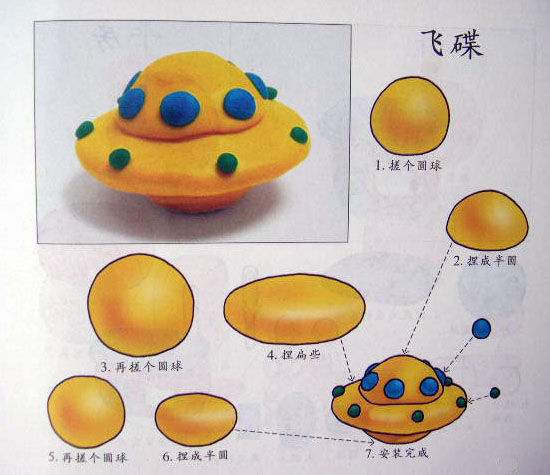 飞碟
1. 搓个圆球
2. 捏成半圆
3. 再搓个圆球
4. 捏扁些
5. 再搓个圆球
6. 捏成半圆
7. 安装完成